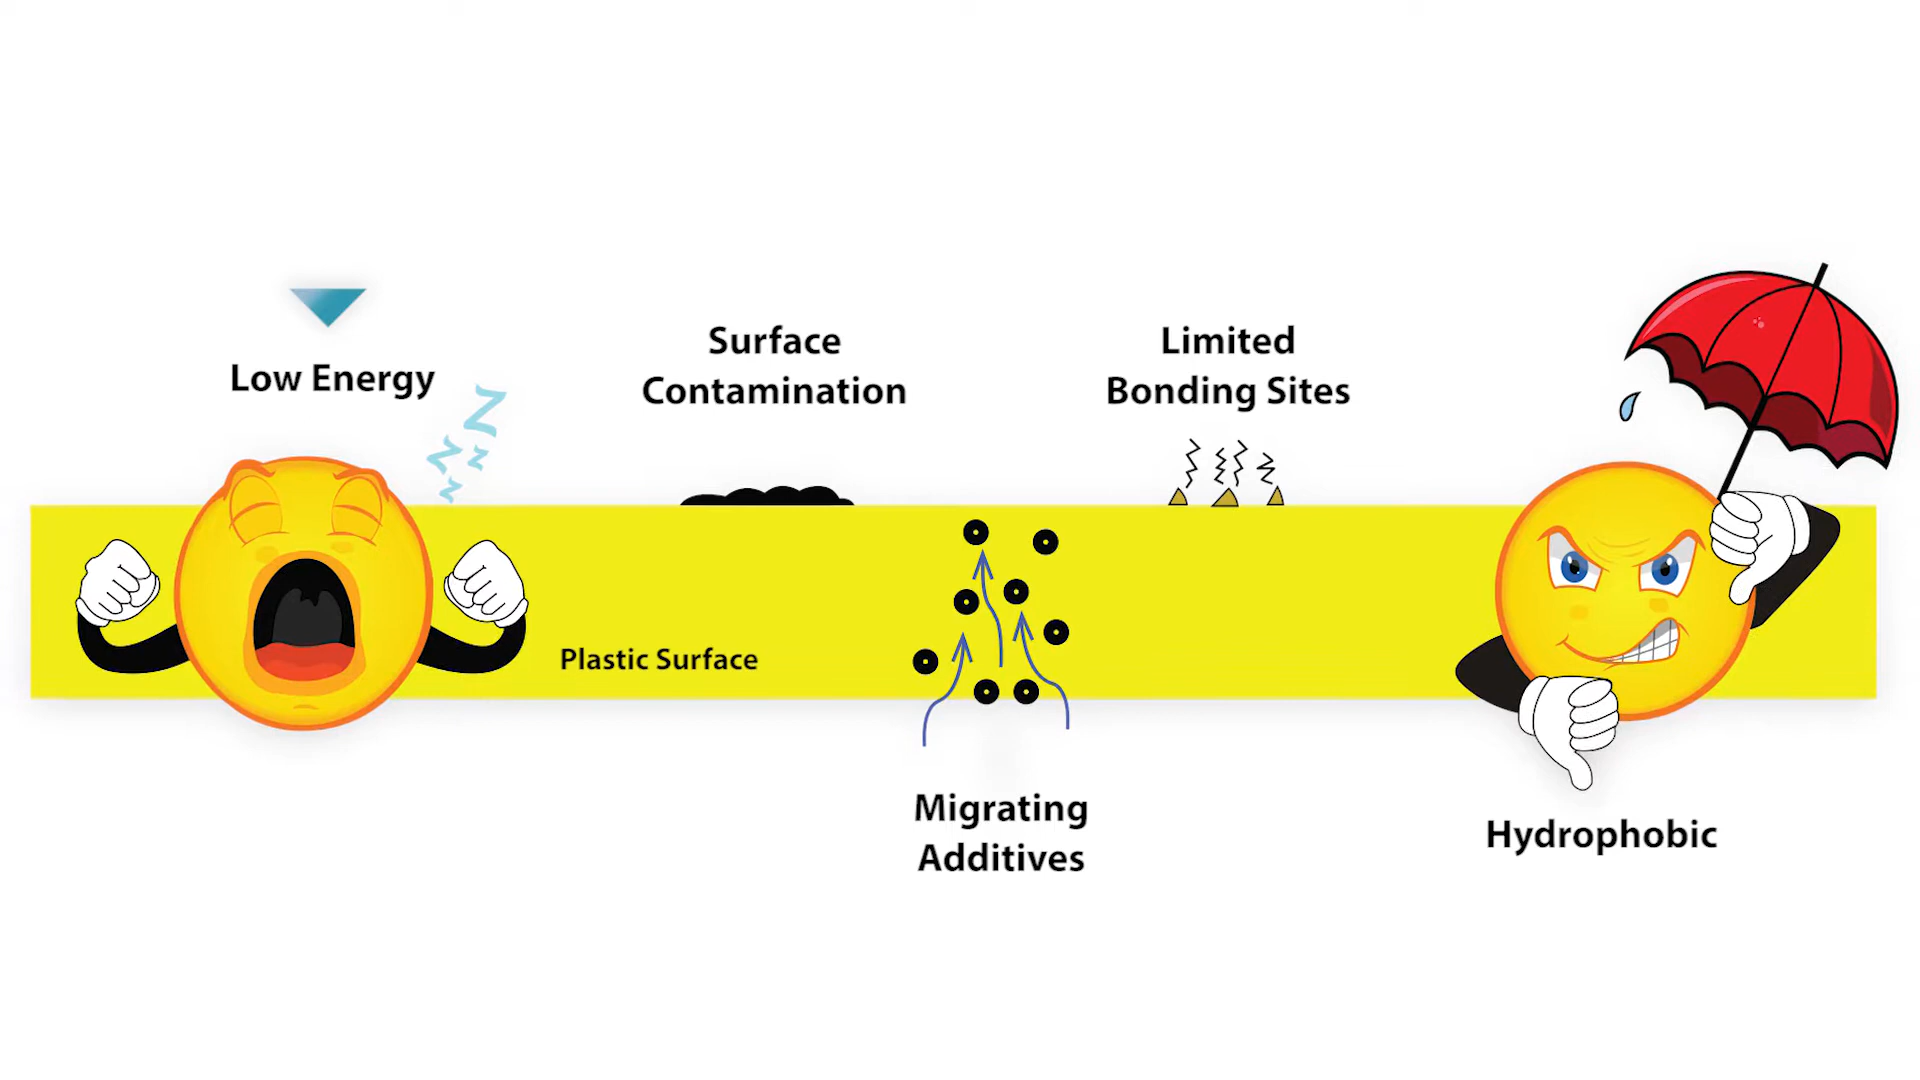 Low Energy
Z
Z
Z
Z
Surface
Contamination
Limited
Bonding Sites
Plastic Surface
Migrating
Additives
Hydrophobic